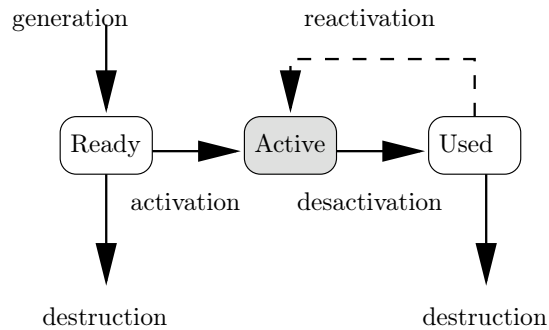 generation
reactivation
Ready
Active
Used
activation
desactivation
destruction
destruction